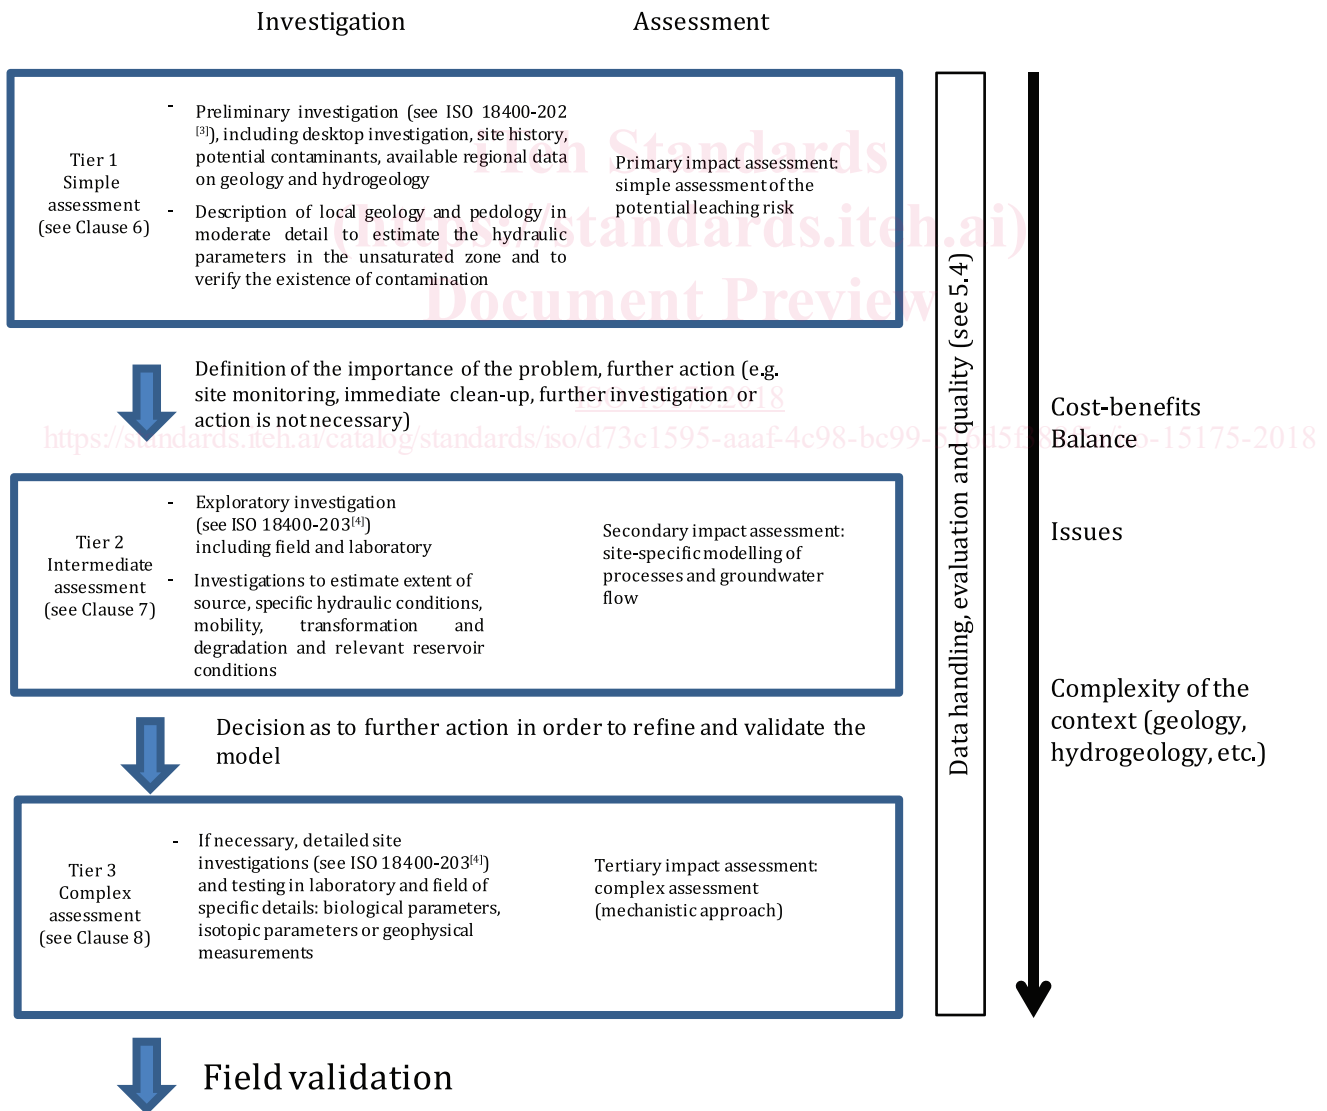 Investigation
Assessment
Tier 1
Simple
assessment
(see Clause 6)
- Preliminary investigation (see ISO 18400-202
[3]), including desktop investigation, site history,
potential contaminants, available regional data
on geology and hydrogeology
- Description of local geology and pedology in
moderate detail to estimate the hydraulic
parameters in the unsaturated zone and to
verify the existence of contamination
Primary impact assessment:
simple assessment of the
potential leaching risk
iTeh Standards
(https://standards.iteh.ai)
Document Preview
Definition of the importance of the problem, further action (e.g.
site monitoring, immediate clean-up, further investigation or
action is not necessary)
ISO 15175:2018
Tier 2
Intermediate
assessment
(see Clause 7)
- Exploratory investigation
(see ISO 18400-203[4])
including field and laboratory
- Investigations to estimate extent of
source, specific hydraulic conditions,
mobility, transformation and
degradation and relevant reservoir
conditions
Secondary impact assessment:
site-specific modelling of
processes and groundwater
flow
Decision as to further action in order to refine and validate the
model
Tier 3
Complex
assessment
(see Clause 8)
- If necessary, detailed site
investigations (see ISO 18400-203[4])
and testing in laboratory and field of
specific details: biological parameters,
isotopic parameters or geophysical
measurements
Tertiary impact assessment:
complex assessment
(mechanistic approach)
Field validation
Data handling, evaluation and quality (see 5.4)
Cost-benefits
Balance
Issues
Complexity of the
context (geology,
hydrogeology, etc.)